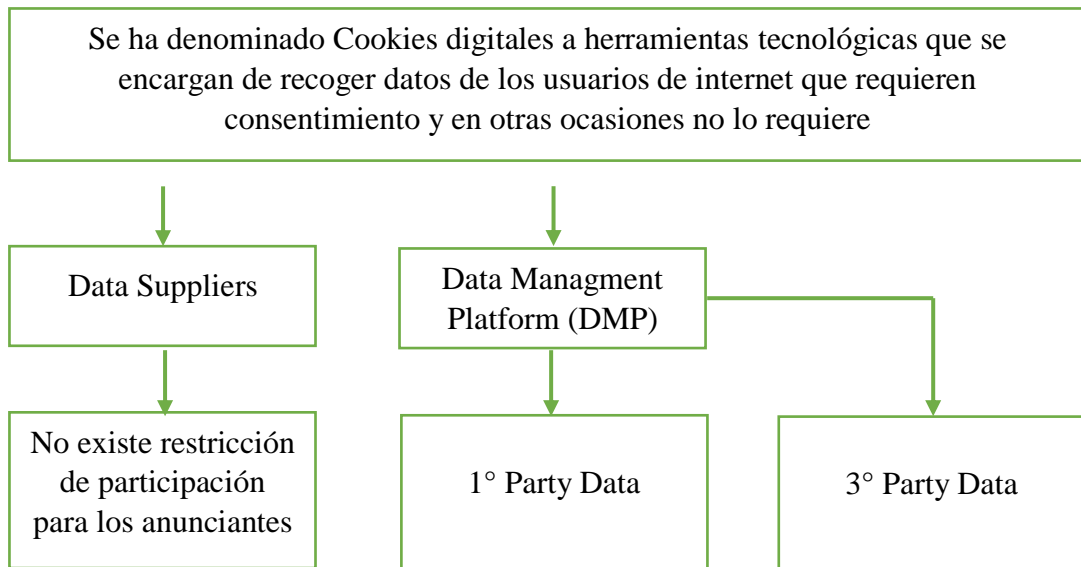 Se ha denominado Cookies digitales a herramientas tecnológicas que se
encargan de recoger datos de los usuarios de internet que requieren
consentimiento y en otras ocasiones no lo requiere
Data Suppliers
Data Managment
Platform (DMP)
No existe restricción
de participación
para los anunciantes
1° Party Data
3° Party Data